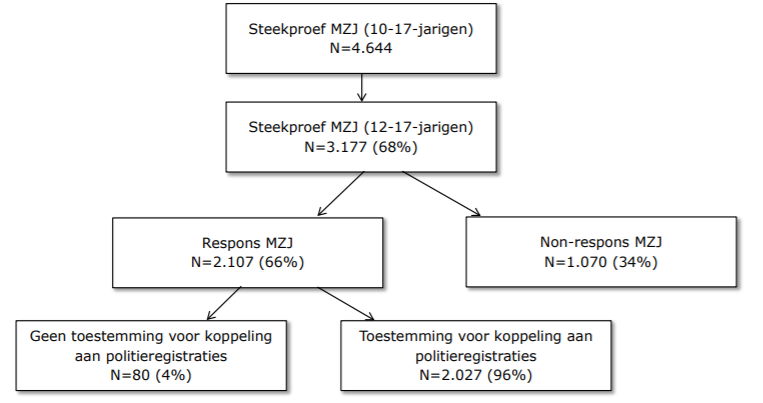 Steekproef MZJ (10-17-jarigen)
N=4.644
Steekproef MZJ (12-17-jarigen)
N=3.177 (68%)
Respons MZJ
N=2.107 (66%)
Non-respons MZJ
N=1.070 (34%)
Geen toestemming voor koppeling
aan politieregistraties
N=80 (4%)
Toestemming voor koppeling aan
politieregistraties
N=2.027 (96%)